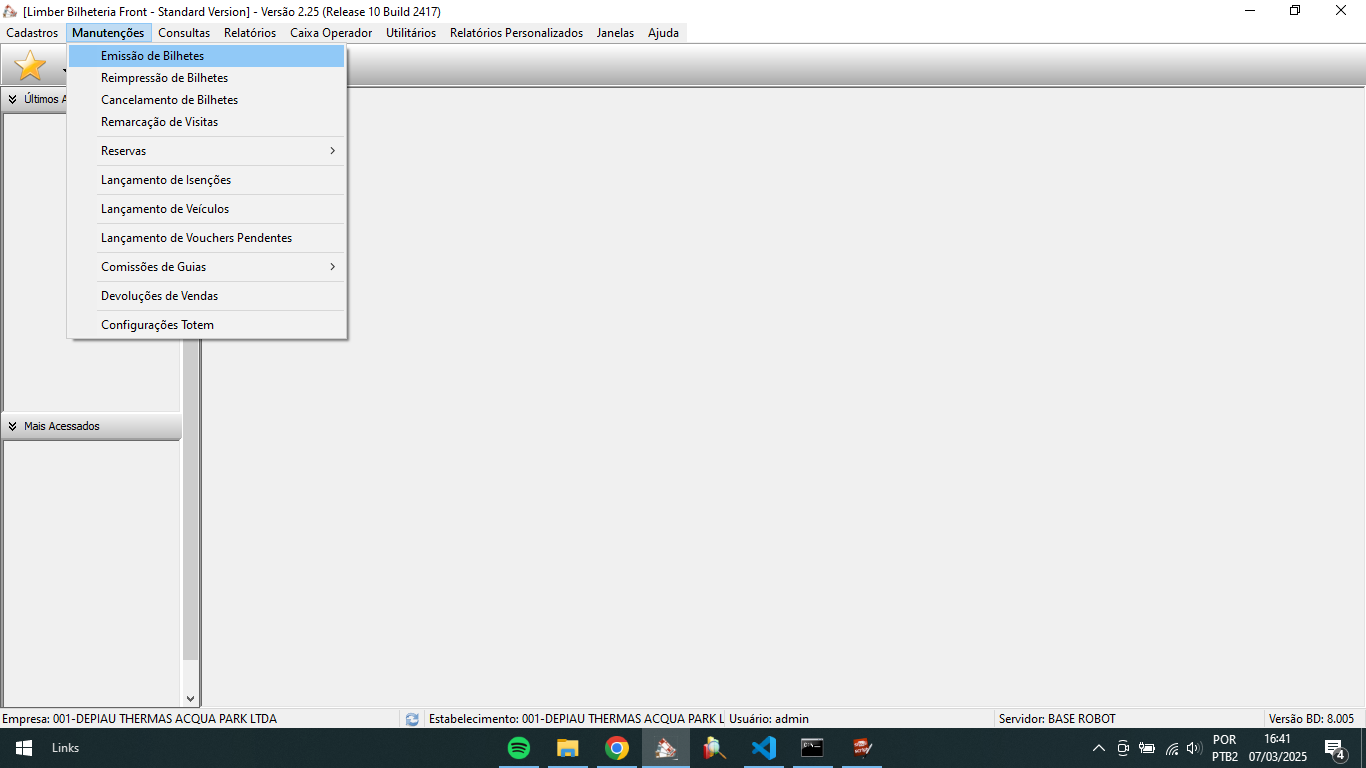 [Limber Bilheteria Front - Standard Version] - Versão 2.25 (Release 10 Build 2417)
Cadastros Manutenções Consultas Relatórios Caixa Operador Utilitários Relatórios Personalizados Janelas Ajuda
Emissão de Bilhetes
Reimpressão de Bilhetes
Últimos A
Cancelamento de Bilhetes
Remarcação de Visitas
Reservas
Lançamento de Isenções
Lançamento de Veículos
Lançamento de Vouchers Pendentes
Comissões de Guias
Devoluções de Vendas
Configurações Totem
Mais Acessados
Empresa: 001-DEPIAU THERMAS ACQUA PARK LTDA Estabelecimento: 001-DEPIAU THERMAS ACQUA PARK L Usuário: admin Servidor: BASE ROBOT Versão BD: 8.005
Links
POR
PTB2
16:41
07/03/2025
4